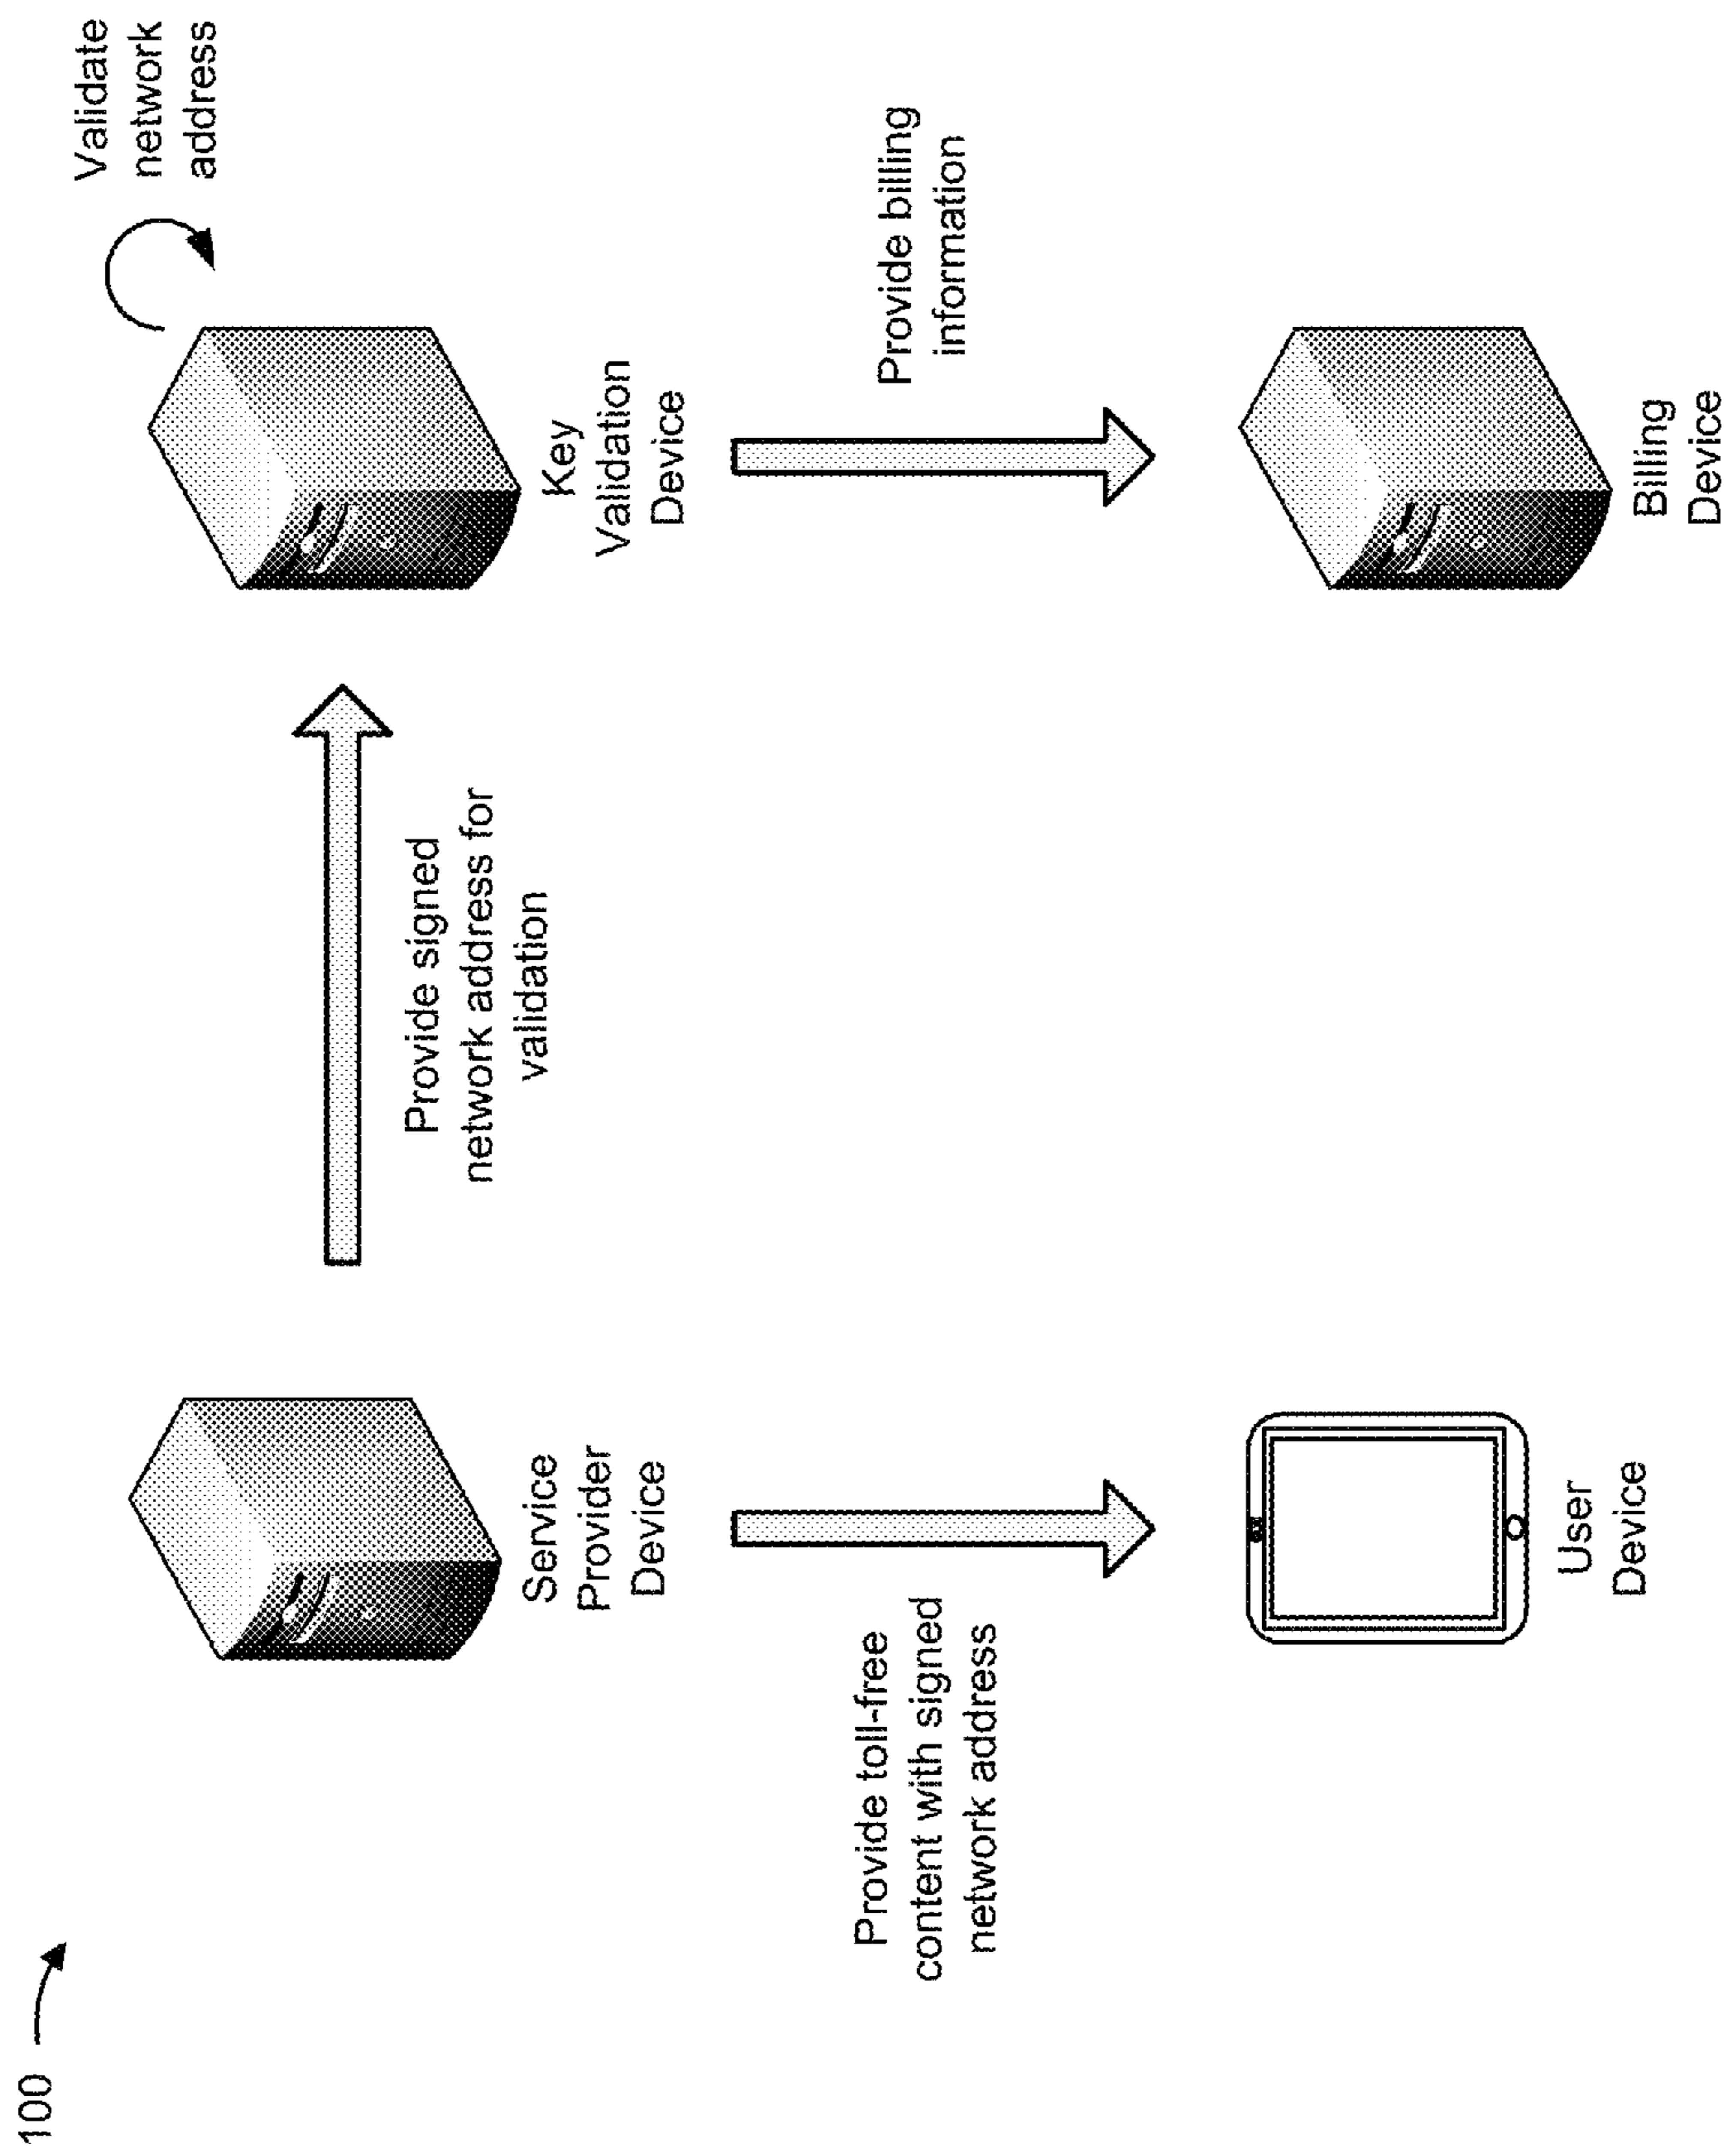 100
Service
Provider
Device
Provide signed
network address for
validation
Validate
network
address
Key
Validation
Device
Provide toll-free
content with signed
network address
Provide billing
information
User
Device
Billing
Device